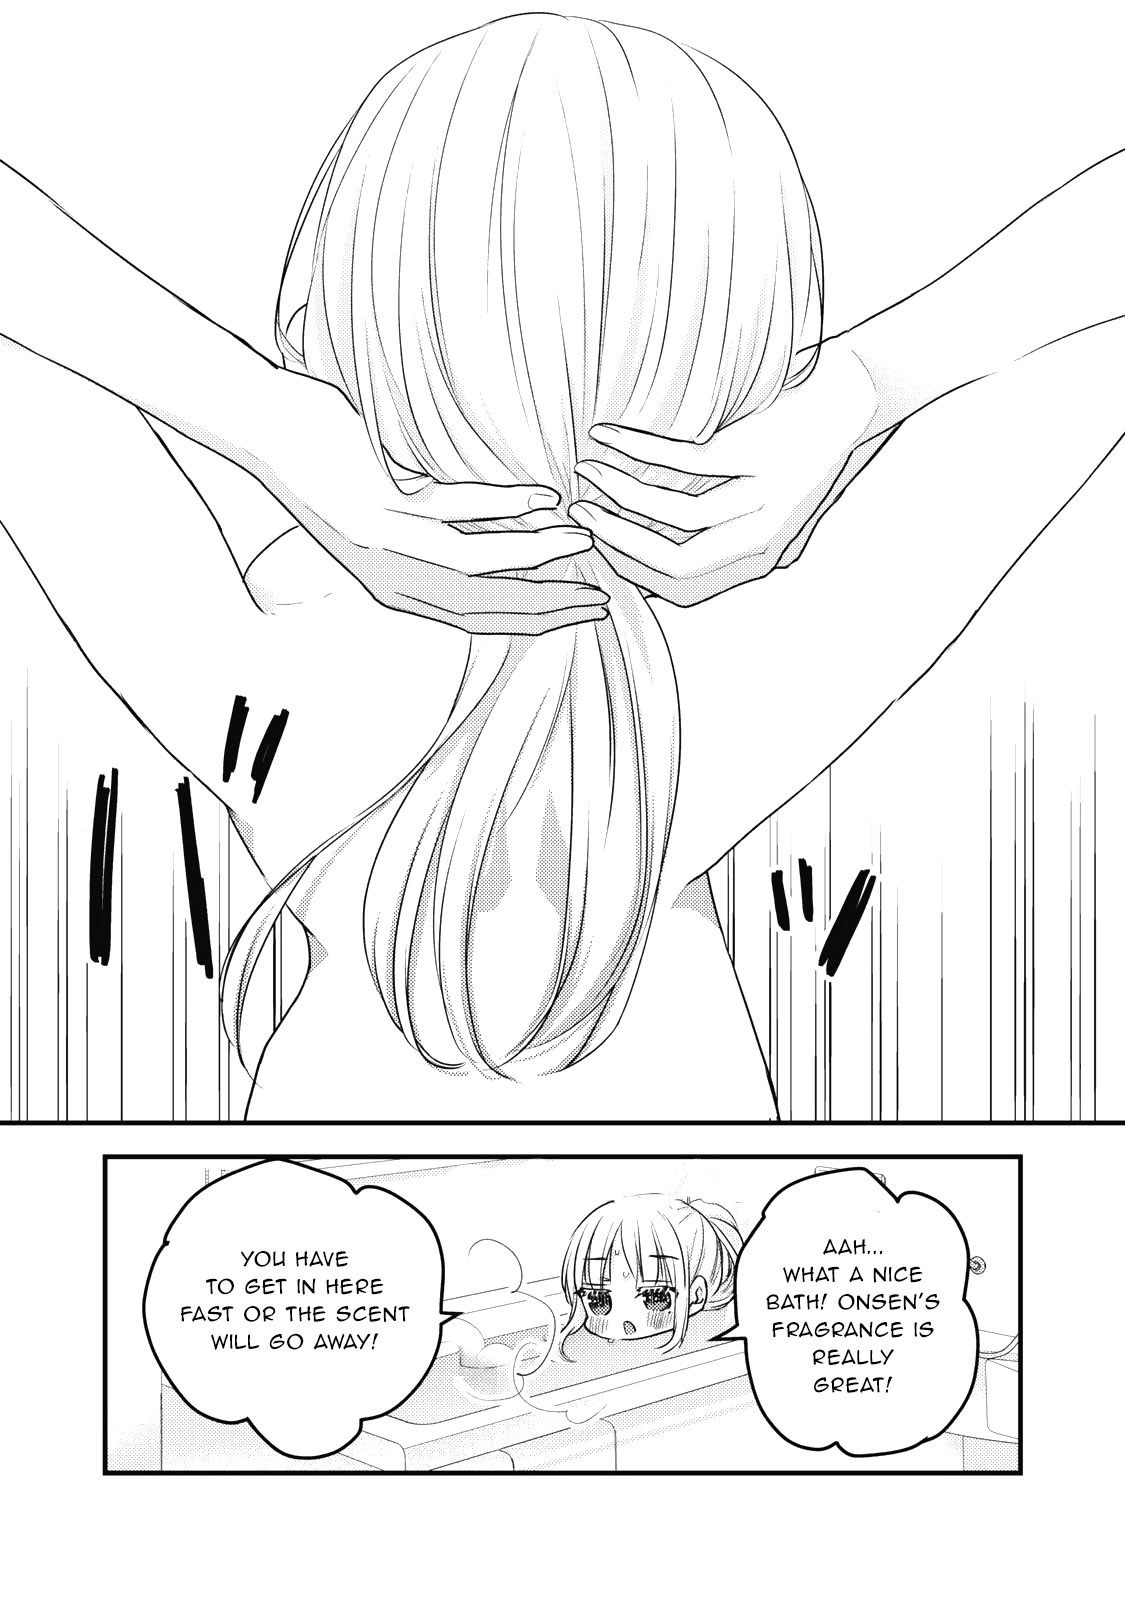 AAH...
WHAT A NICE
BATH! ONSEN'S
FRAGRANCE IS
REALLY
GREAT!
YOU HAVE
TO GET IN HERE
FAST OR THE SCENT
WILL GO AWAY!